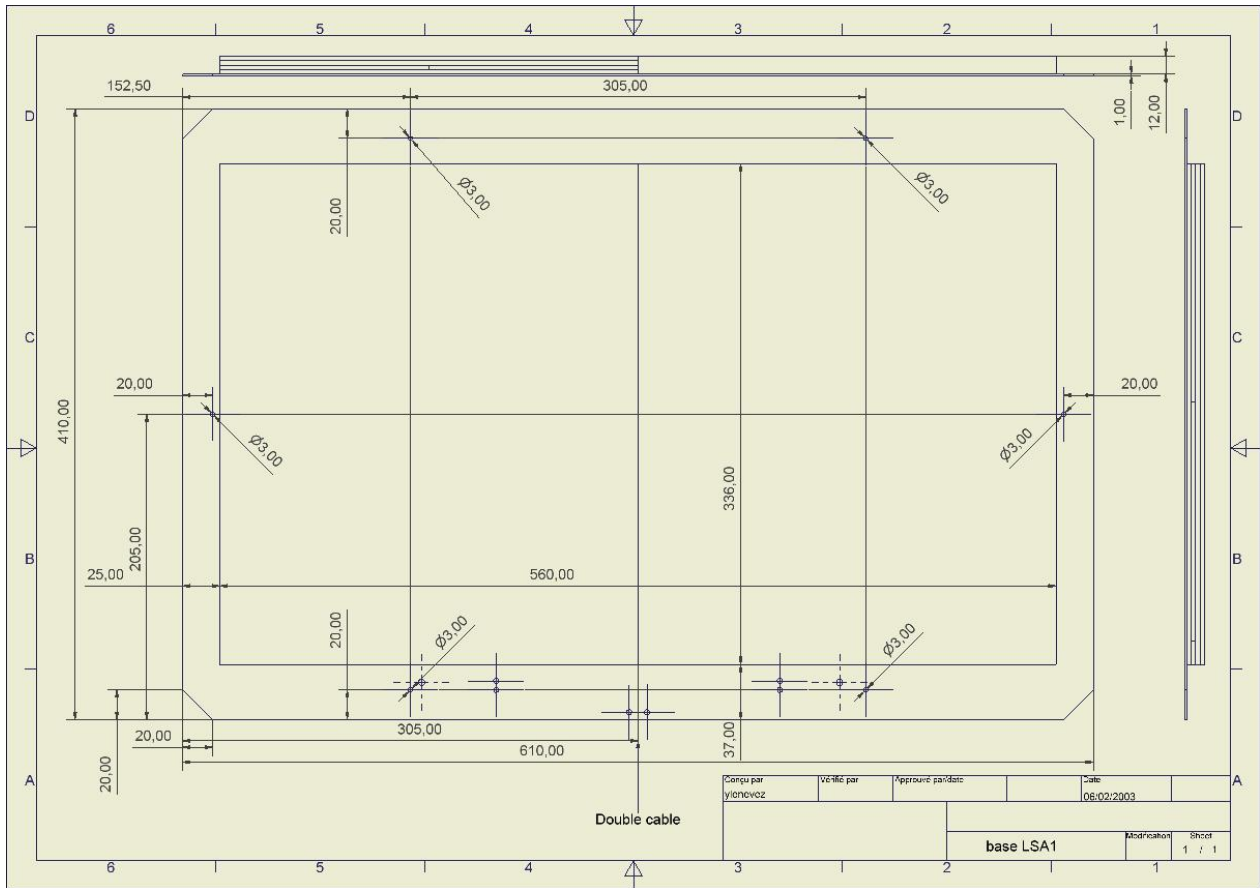 6 5 4 3 2 1
152,50
305,00
D
D
1,00
12,00
Ø3,00
Ø3,00
20,00
C
C
20,00
20,00
410,00
Ø3,00
Ø3,00
336,00
205,00
B
B
25,00
560,00
20,00
Ø3,00
Ø3,00
305,00
37,00
20,00
610,00
20,00
A
A
Conçu par
Vérifié par
Approuvé par/date
Date
ylenevez
06/02/2003
Double cable
base LSA1
Modification
Sheet
1 / 1
6 5 4 3 2 1